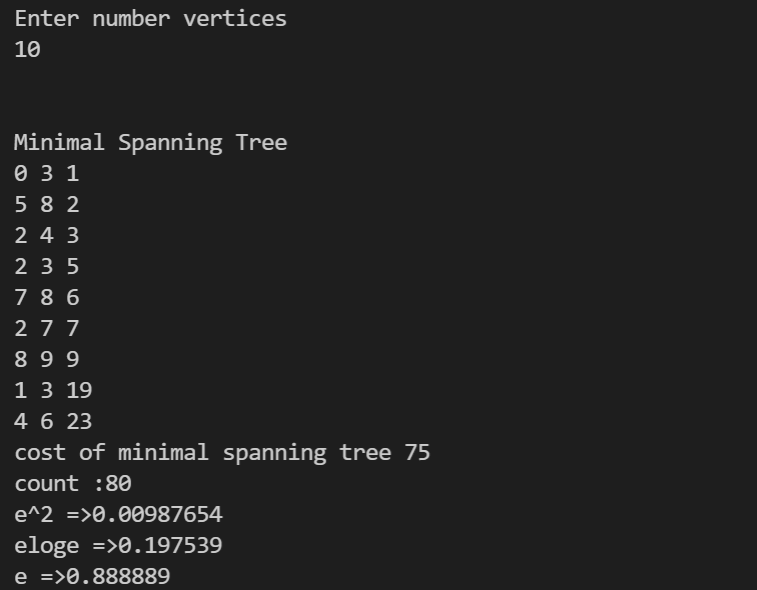 Enter number vertices
10
Minimal Spanning Tree
0 3 1
5 8 2
2 4 3
2 3 5
7 8 6
2 7 7
8 9 9
1 3 19
4 6 23
cost of minimal spanning tree 75
count :80
e^2 =>0.00987654
eloge =>0.197539
e =>0.888889